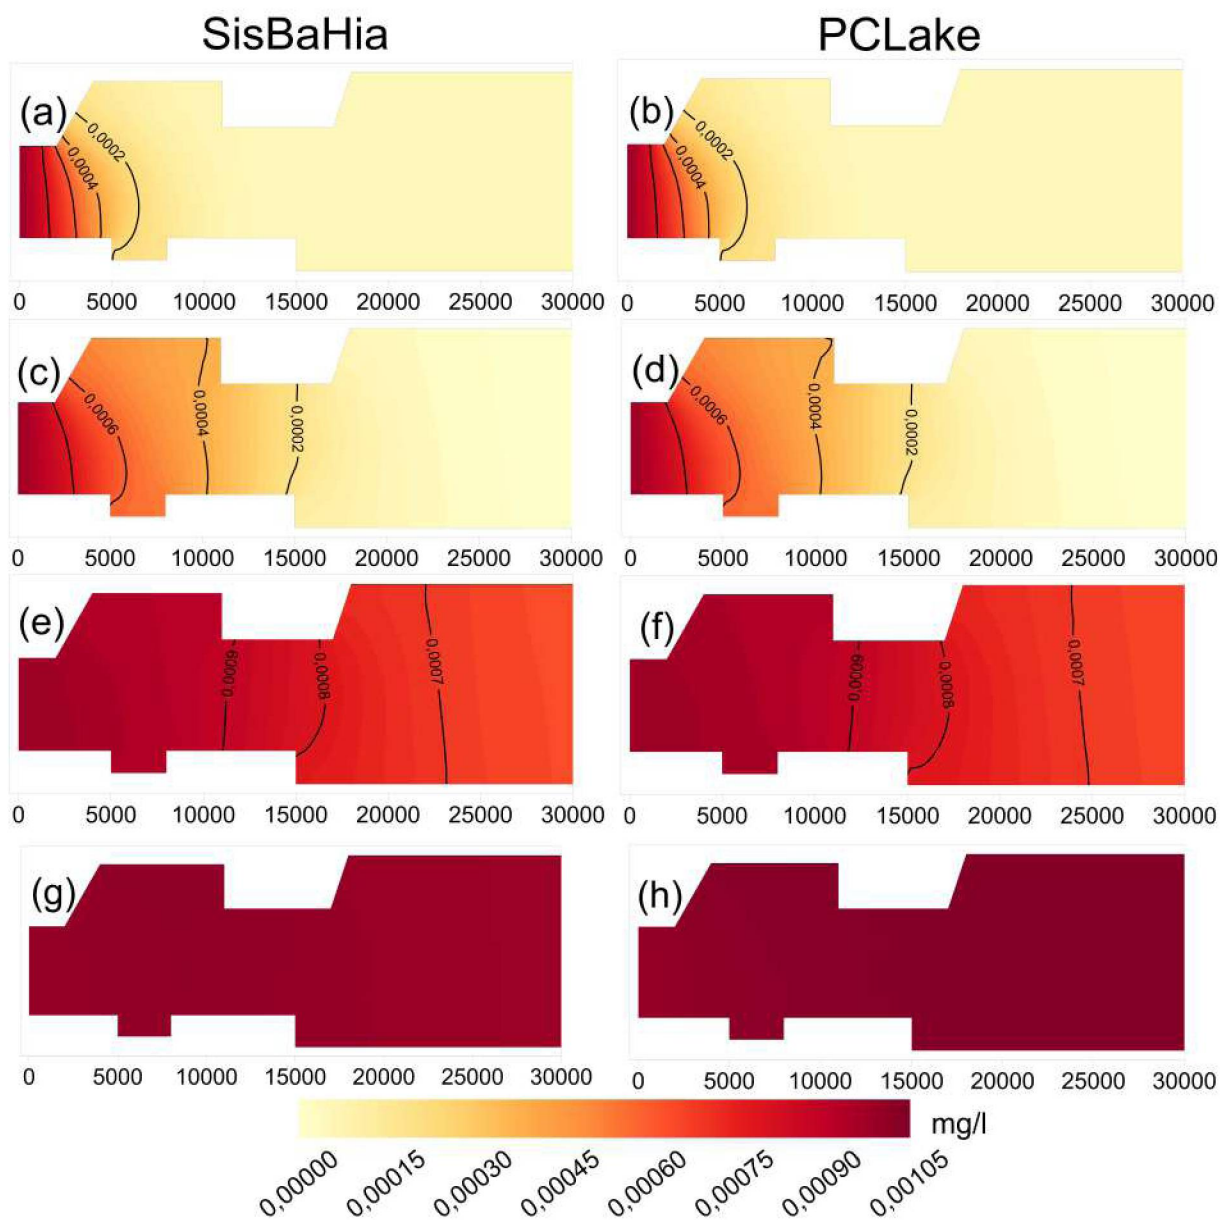 SisBaHia PCLake
(a) 0,0002 0,0004 (b) 0,0002 0,0004
0 5000 10000 15000 20000 25000 30000 0 5000 10000 15000 20000 25000 30000
(c) 0,0006 0,0004 0,0002 (d) 0,0006 0,0004 0,0002
0 5000 10000 15000 20000 25000 30000 0 5000 10000 15000 20000 25000 30000
(e) 0,0009 0,0008 0,0007 (f) 0,0009 0,0008 0,0007
0 5000 10000 15000 20000 25000 30000 0 5000 10000 15000 20000 25000 30000
(g) (h)
0 5000 10000 15000 20000 25000 30000 0 5000 10000 15000 20000 25000 30000
mg/l
0,00000 0,00015 0,00030 0,00045 0,00060 0,00075 0,00090 0,00105